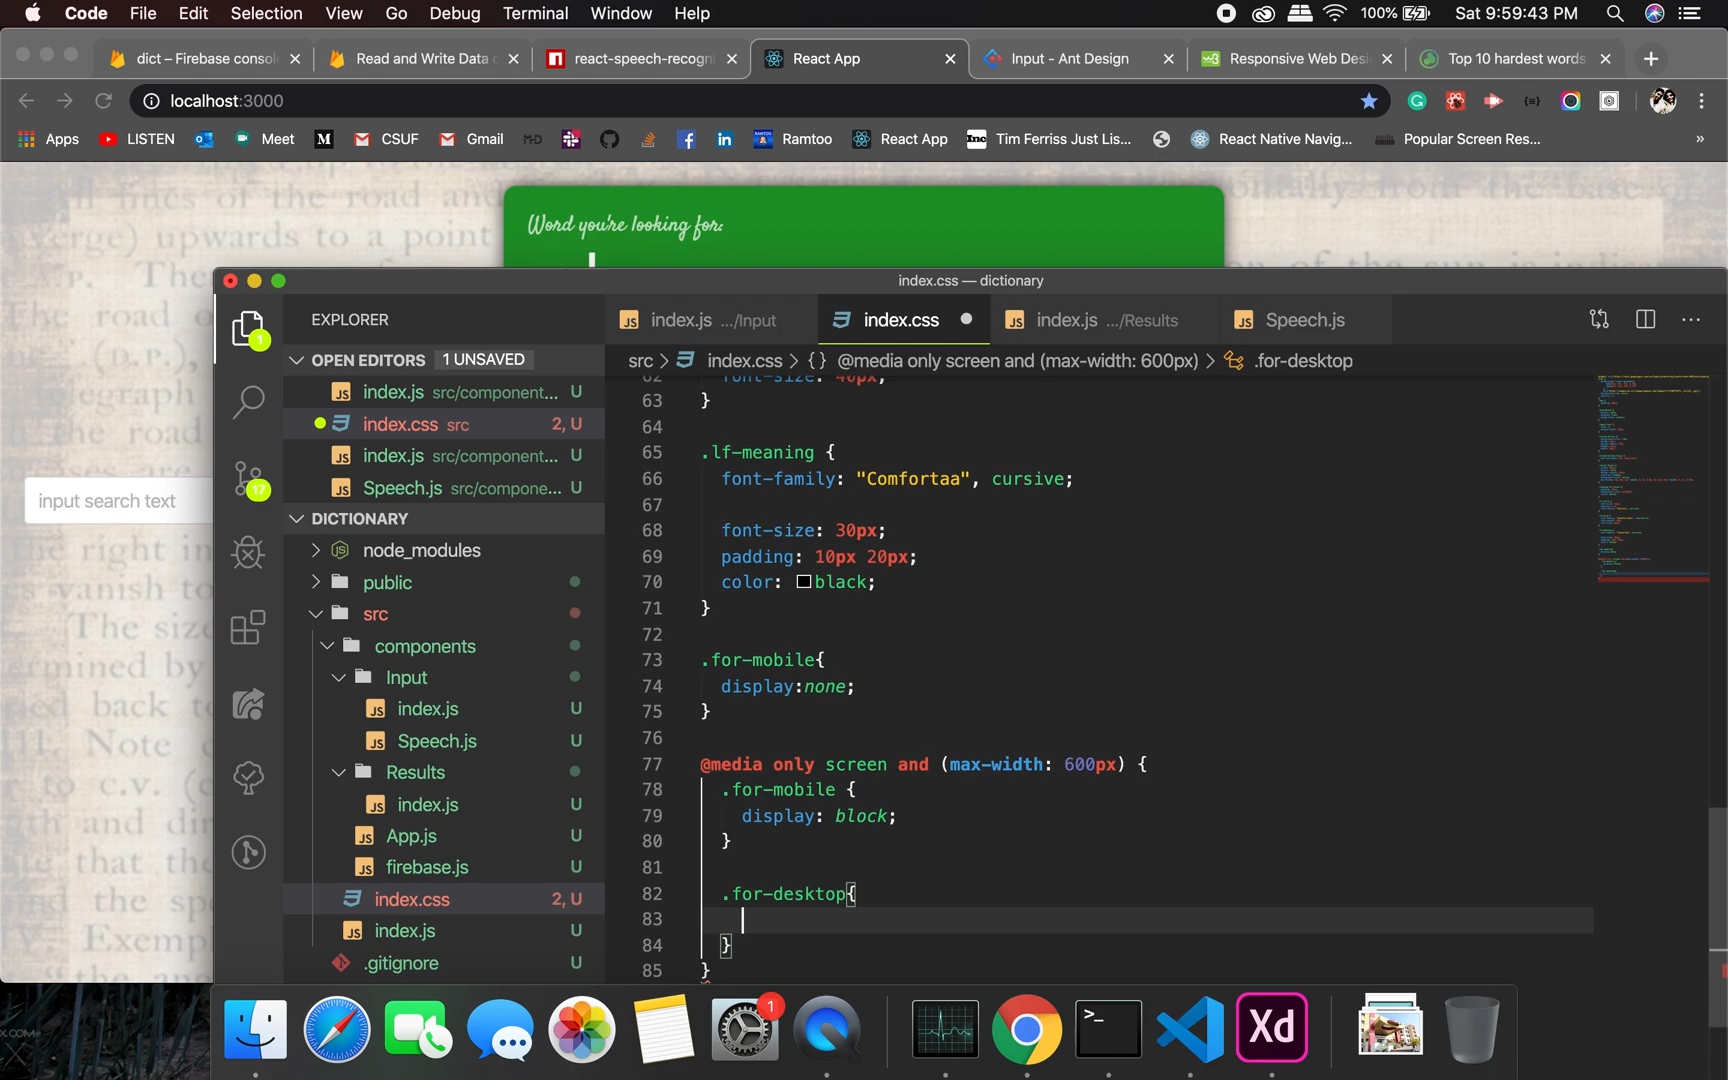 Code File Edit Selection View Go Debug Terminal Window Help 100% Sat 9:59:43 PM
dict – Firebase consol Read and Write Data react-speech-recogni React App Input - Ant Design Responsive Web Desi Top 10 hardest words
localhost:3000
Apps LISTEN Meet M CSUF Gmail Ramtoo React App Inc Tim Ferriss Just Lis... React Native Navig... Popular Screen Res... »
Word you're looking for:
index.css — dictionary
EXPLORER
index.js .../Input index.css index.js .../Results Speech.js
OPEN EDITORS 1 UNSAVED
src > index.css > {} @media only screen and (max-width: 600px) > .for-desktop
index.js src/component... U
index.css src 2, U
index.js src/component... U
Speech.js src/compone... U
DICTIONARY
node_modules
public
src
components
Input
index.js U
Speech.js U
Results
index.js U
App.js U
firebase.js U
index.css 2, U
index.js U
.gitignore U
1
17
input search text
62 font-size: 40px;
63 }
64
65 .lf-meaning {
66 font-family: "Comfortaa", cursive;
67
68 font-size: 30px;
69 padding: 10px 20px;
70 color: black;
71 }
72
73 .for-mobile{
74 display:none;
75 }
76
77 @media only screen and (max-width: 600px) {
78 .for-mobile {
79 display: block;
80 }
81
82 .for-desktop{
83
84 }
85 }
1
Xd